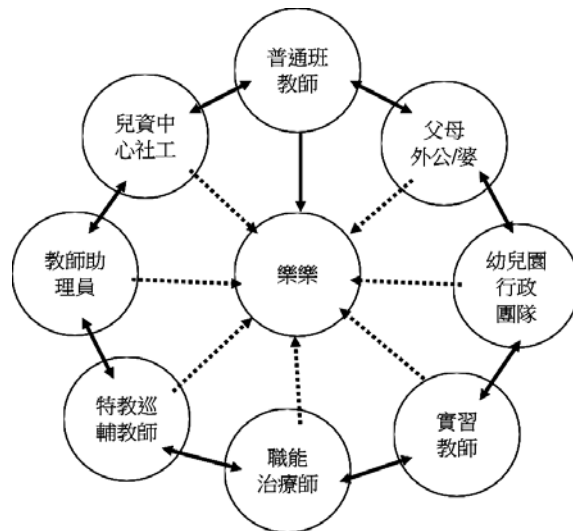 普通班
教師
兒資中
心社工
父母
外公/婆
教師助
理員
樂樂
幼兒園
行政
團隊
特教巡
輔教師
實習
教師
職能
治療師